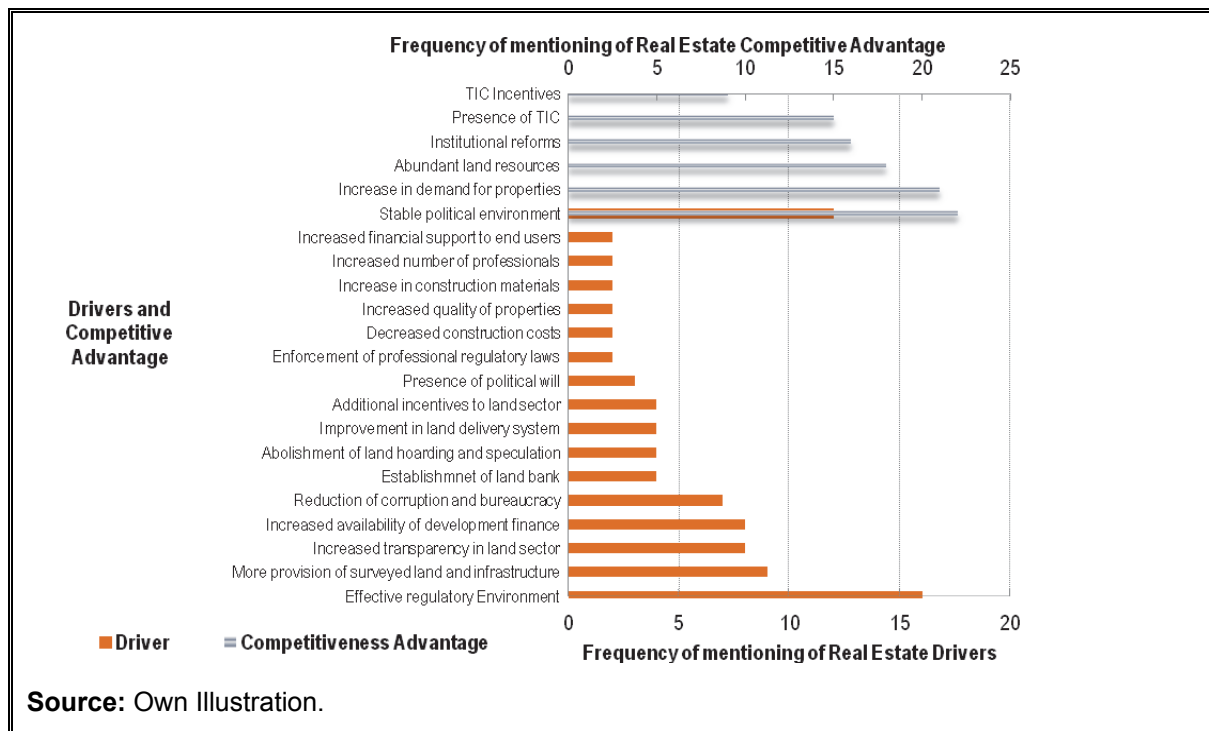 Frequency of mentioning of Real Estate Competitive Advantage
0 5 10 15 20 25
TIC Incentives
Presence of TIC
Institutional reforms
Abundant land resources
Increase in demand for properties
Stable political environment
Increased financial support to end users
Increased number of professionals
Increase in construction materials
Increased quality of properties
Decreased construction costs
Enforcement of professional regulatory laws
Presence of political will
Additional incentives to land sector
Improvement in land delivery system
Abolishment of land hoarding and speculation
Establishmnet of land bank
Reduction of corruption and bureaucracy
Increased availability of development finance
Increased transparency in land sector
More provision of surveyed land and infrastructure
Effective regulatory Environment
Drivers and
Competitive
Advantage
0 5 10 15 20
Driver Competitiveness Advantage
Frequency of mentioning of Real Estate Drivers
Source: Own Illustration.